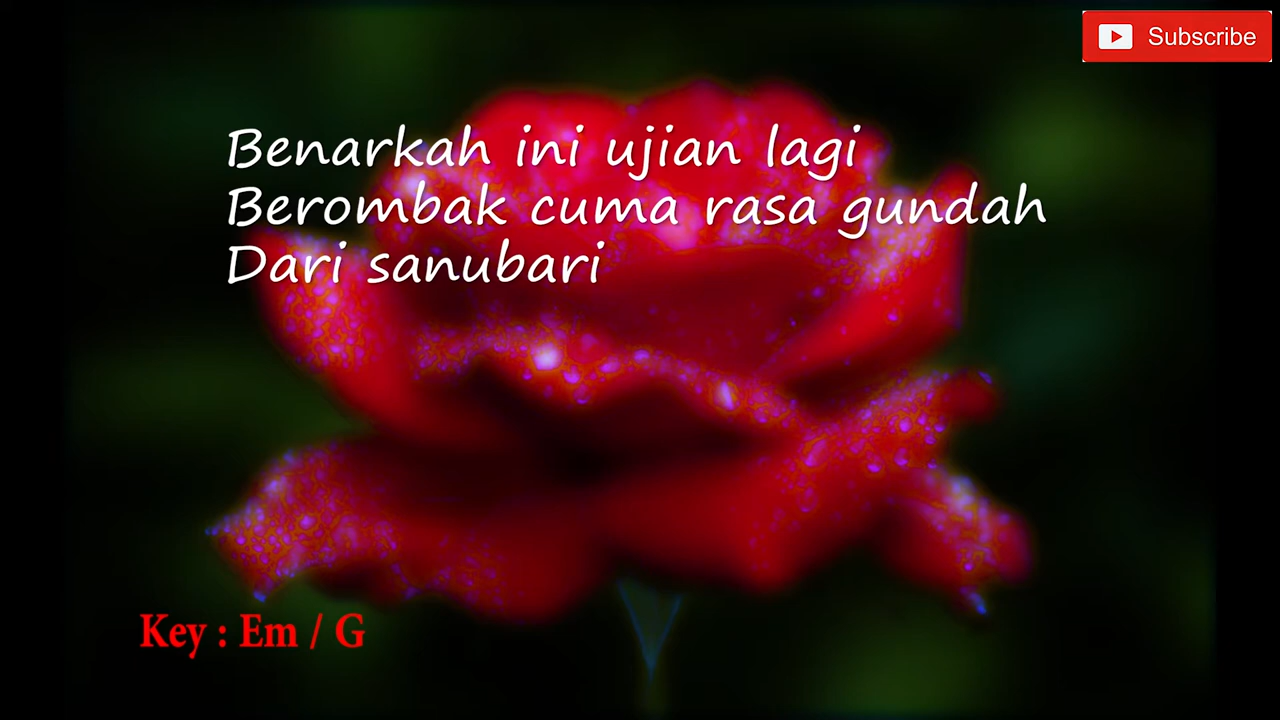 Subscribe
Benarkah ini ujian lagi
Berombak cuma rasa gundah
Dari sanubari
Key : Em / G